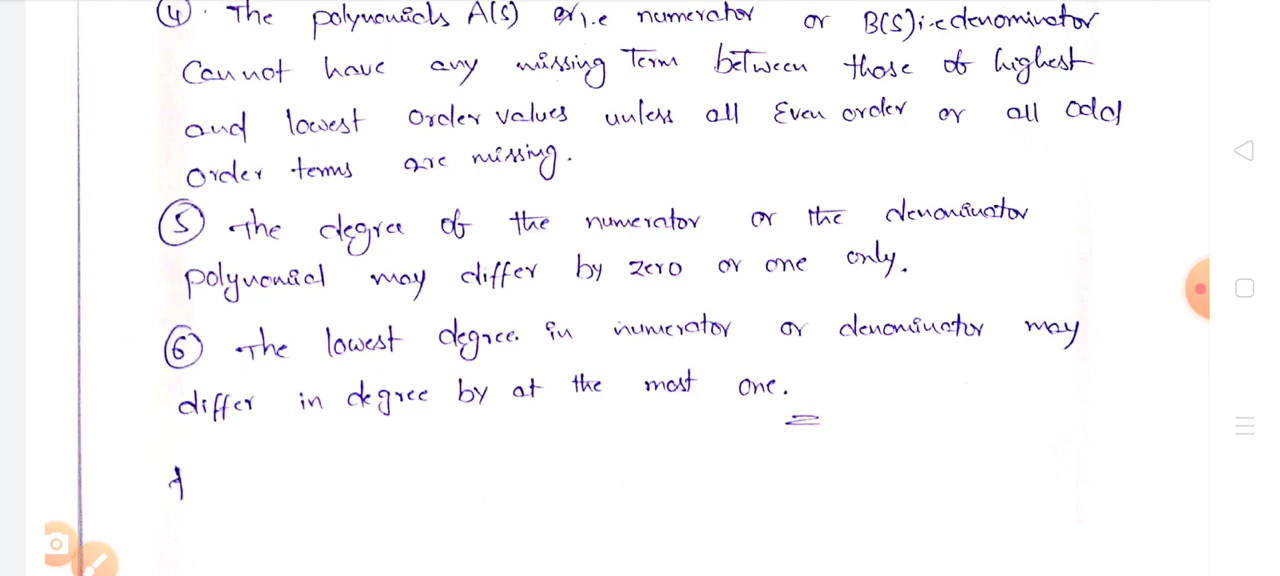 ④. The polynomials A(S) or i.e numerator or B(S) i.e denominator
Cannot have any missing Term between those of highest
and lowest order values unless all Even order or all odd
order terms are missing.
⑤ The degree of the numerator or the denominator
polynomial may differ by zero or one only.
⑥ The lowest degree in numerator or denominator may
differ in degree by at the most one.